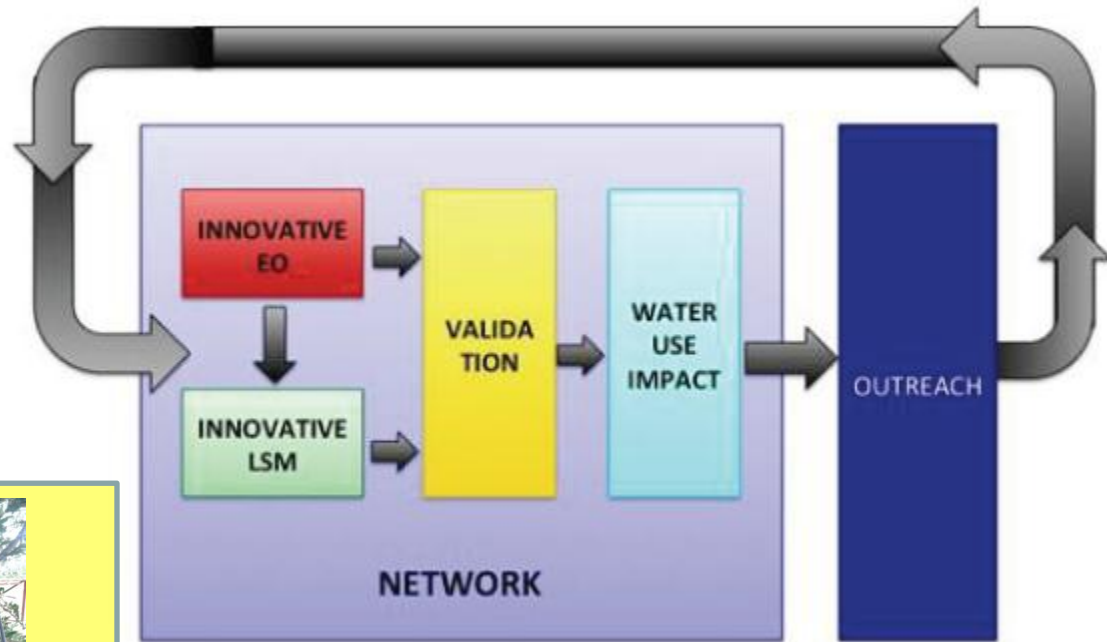 INNOVATIVE
EO
INNOVATIVE
LSM
VALIDA
TION
WATER
USE
IMPACT
OUTREACH
NETWORK